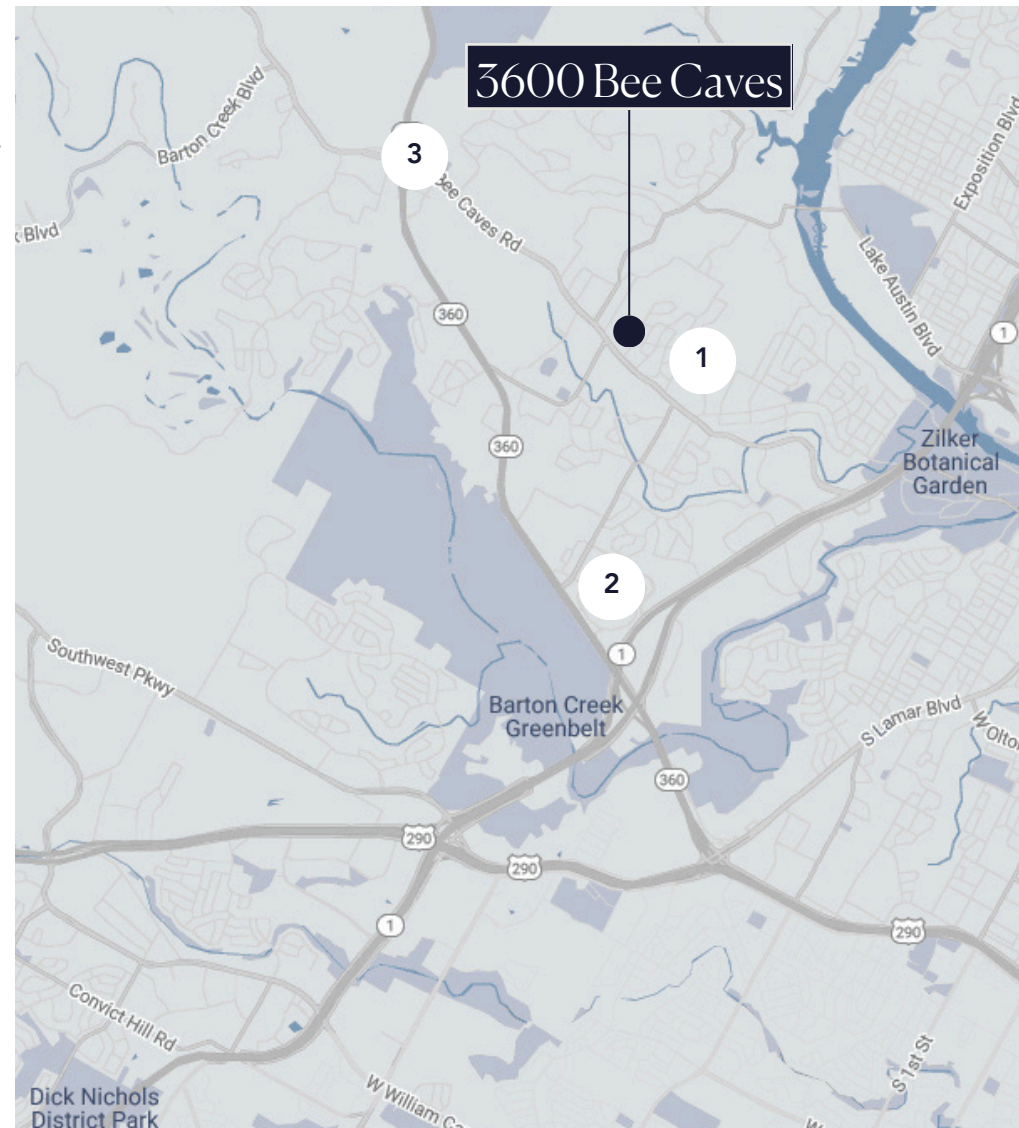 3600 Bee Caves
Barton Creek Blvd
3
Bee Caves Rd
Exposition Blvd
Blvd
Lake Austin Blvd
360
1
1
360
Zilker
Botanical
Garden
2
1
Southwest Pkwy
Barton Creek
Greenbelt
S Lamar Blvd
360
290
290
1
290
Convict Hill Rd
S 1st St
Dick Nichols
District Park
W William